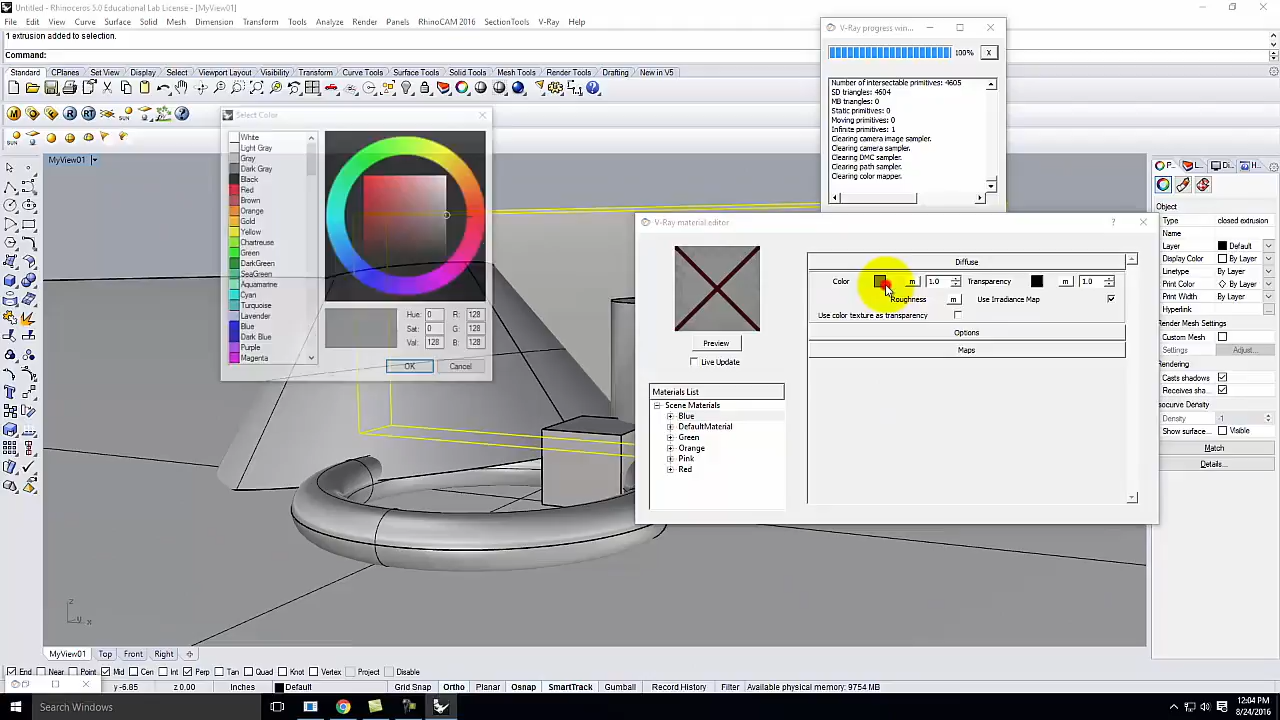 Untitled - Rhinoceros 5.0 Educational Lab License - [MyView01]
File Edit View Curve Surface Solid Mesh Dimension Transform Tools Analyze Render Panels RhinoCAM 2016 SectionTools V-Ray Help
1 extrusion added to selection.
Command:
Standard CPlanes Set View Display Select Viewport Layout Visibility Transform Curve Tools Surface Tools Solid Tools Mesh Tools Render Tools Drafting New in V5
V-Ray progress win...
100% X
Number of intersectable primitives: 4605
SD triangles: 4604
MB triangles: 0
Static primitives: 0
Moving primitives: 0
Infinite primitives: 1
Clearing camera image sampler.
Clearing camera sampler.
Clearing DMC sampler.
Clearing path sampler.
Clearing color mapper.
Select Color
White
Light Gray
Gray
Dark Gray
Black
Red
Brown
Orange
Gold
Yellow
Chartreuse
Green
DarkGreen
SeaGreen
Aquamarine
Cyan
Turquoise
Lavender
Blue
Dark Blue
Purple
Magenta
Hue: 0 R: 128
Sat: 0 G: 128
Val: 128 B: 128
OK Cancel
MyView01
V-Ray material editor ?
Preview
Live Update
Materials List
Scene Materials
Blue
DefaultMaterial
Green
Orange
Pink
Red
Diffuse
Color m 1.0 Transparency m 1.0
Roughness m Use Irradiance Map
Use color texture as transparency
Options
Maps
P... L... Di... H...
Object
Type closed extrusion
Name
Layer Default
Display Color By Layer
Linetype By Layer
Print Color By Layer
Print Width By Layer
Hyperlink
Render Mesh Settings
Custom Mesh
Settings Adjust...
Rendering
Casts shadows
Receives sha...
Isocurve Density
Density -1
Show surface... Visible
Match
Details...
z
y x
MyView01 Top Front Right
End Near Point Mid Cen Int Perp Tan Quad Knot Vertex Project Disable
y -6.85 z 0.00 Inches Default Grid Snap Ortho Planar Osnap SmartTrack Gumball Record History Filter Available physical memory: 9754 MB
Search Windows
12:04 PM
8/24/2016